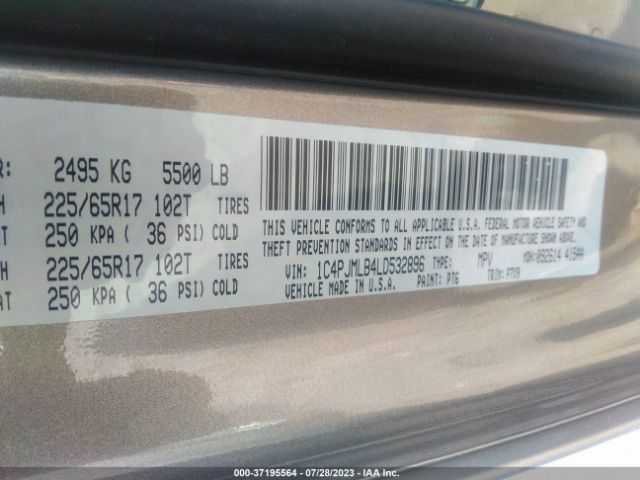 R: 2495 KG 5500 LB
H 225/65R17 102T TIRES
T 250 KPA ( 36 PSI) COLD
H 225/65R17 102T TIRES
AT 250 KPA ( 36 PSI) COLD
THIS VEHICLE CONFORMS TO ALL APPLICABLE U.S.A. FEDERAL MOTOR VEHICLE SAFETY AND
THEFT PREVENTION STANDARDS IN EFFECT ON THE DATE OF MANUFACTURE SHOWN ABOVE.
VIN: 1C4PJMLB4LD532896 TYPE: MPV MDH: 415AA
VEHICLE MADE IN U.S.A. PAINT: PTG TRIM:
000-37195564 / 07/28/2023 - IAA Inc.